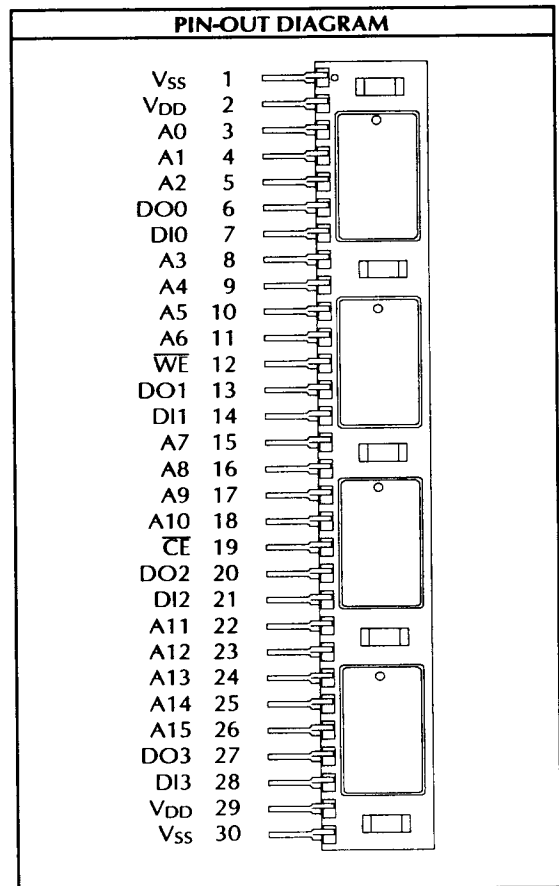 PIN-OUT DIAGRAM
VSS 1
VDD 2
A0 3
A1 4
A2 5
DO0 6
DI0 7
A3 8
A4 9
A5 10
A6 11
W̅E̅ 12
DO1 13
DI1 14
A7 15
A8 16
A9 17
A10 18
C̅E̅ 19
DO2 20
DI2 21
A11 22
A12 23
A13 24
A14 25
A15 26
DO3 27
DI3 28
VDD 29
VSS 30